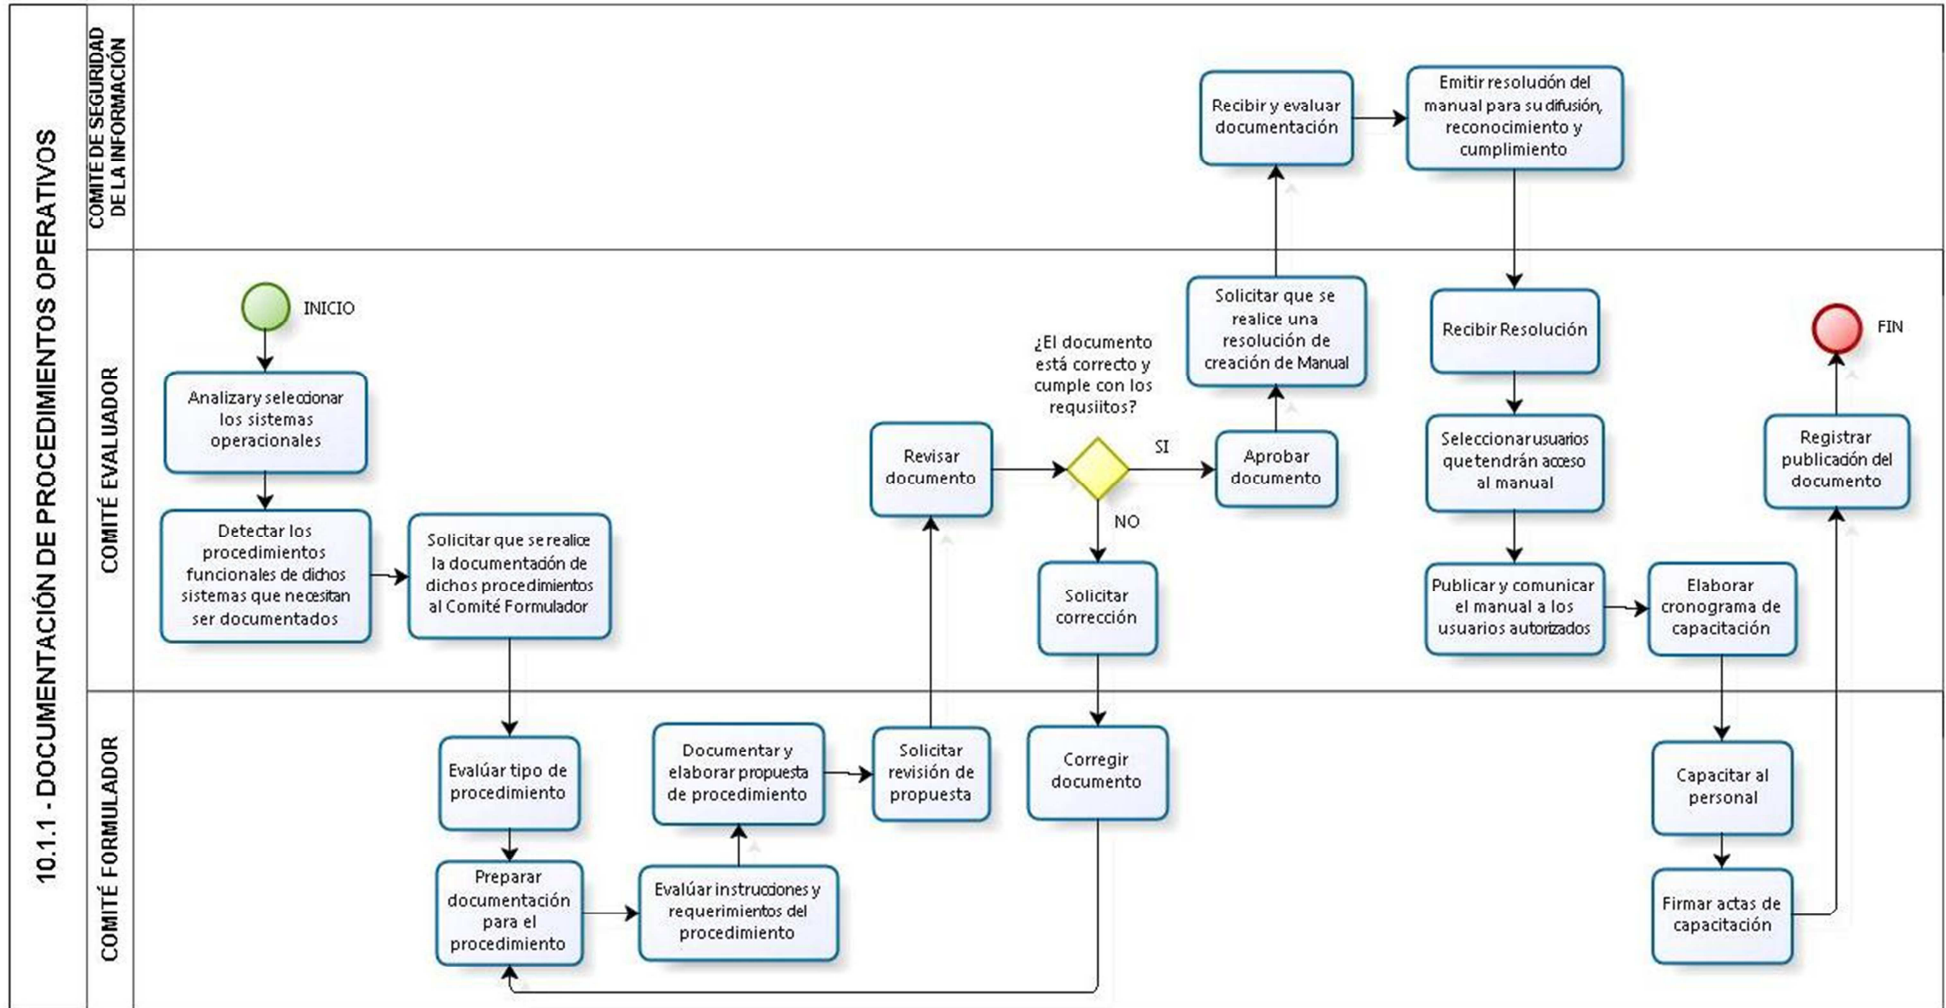 10.1.1 - DOCUMENTACIÓN DE PROCEDIMIENTOS OPERATIVOS
COMITE DE SEGURIDAD
DE LA INFORMACIÓN
Recibir y evaluar
documentación
Emitir resolución del
manual para su difusión,
reconocimiento y
cumplimiento
COMITÉ EVALUADOR
INICIO
Analizar y seleccionar
los sistemas
operacionales
Detectar los
procedimientos
funcionales de dichos
sistemas que necesitan
ser documentados
Solicitar que se realice
la documentación de
dichos procedimientos
al Comité Formulador
Revisar
documento
¿El documento
está correcto y
cumple con los
requsiitos?
SI
NO
Aprobar
documento
Solicitar que se
realice una
resolución de
creación de Manual
Solicitar
corrección
Recibir Resolución
Seleccionar usuarios
que tendrán acceso
al manual
Publicar y comunicar
el manual a los
usuarios autorizados
Elaborar
cronograma de
capacitación
Registrar
publicación del
documento
FIN
COMITÉ FORMULADOR
Evalúar tipo de
procedimiento
Preparar
documentación
para el
procedimiento
Evalúar instrucciones y
requerimientos del
procedimiento
Documentar y
elaborar propuesta
de procedimiento
Solicitar
revisión de
propuesta
Corregir
documento
Capacitar al
personal
Firmar actas de
capacitación